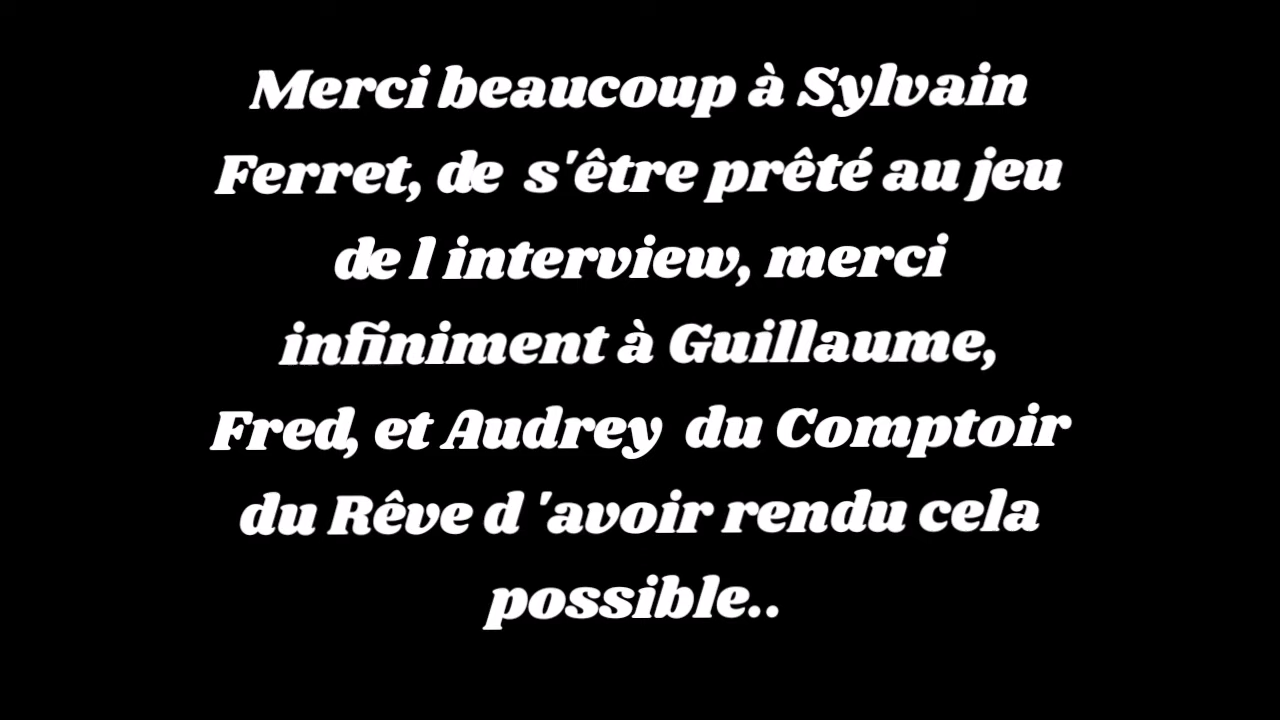 Merci beaucoup à Sylvain
Ferret, de s'être prêté au jeu
de l interview, merci
infiniment à Guillaume,
Fred, et Audrey du Comptoir
du Rêve d 'avoir rendu cela
possible..